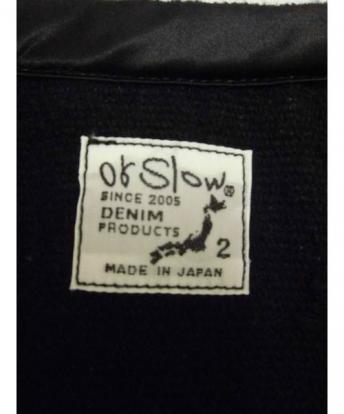 orSlow®
SINCE 2005
DENIM
PRODUCTS
2
MADE IN JAPAN